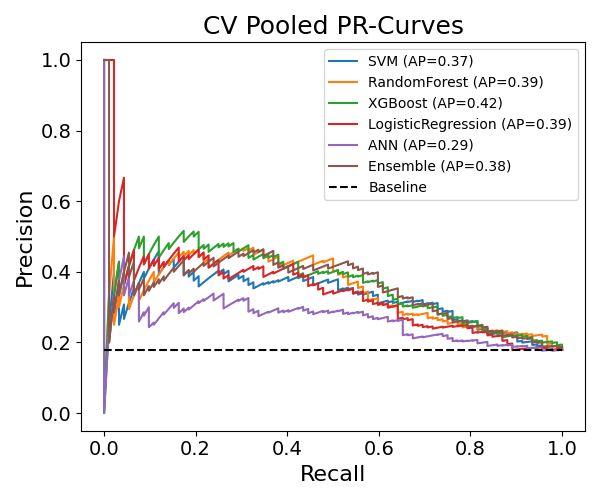 CV Pooled PR-Curves
1.0
0.8
0.6
0.4
0.2
0.0
Precision
SVM (AP=0.37)
RandomForest (AP=0.39)
XGBoost (AP=0.42)
LogisticRegression (AP=0.39)
ANN (AP=0.29)
Ensemble (AP=0.38)
Baseline
0.0 0.2 0.4 0.6 0.8 1.0
Recall